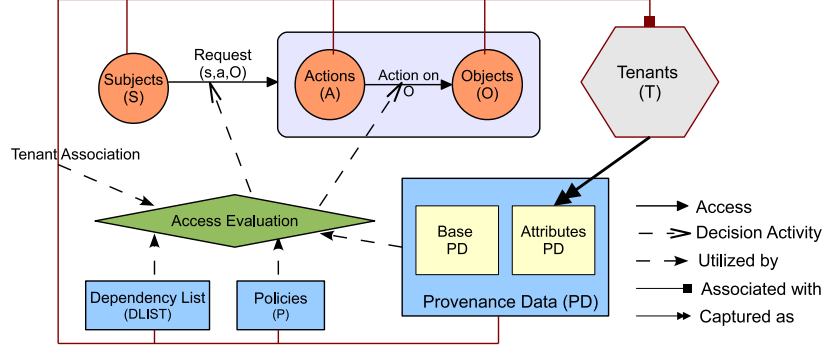 Request
(s,a,O)
Subjects
(S)
Actions
(A)
Action on
O
Objects
(O)
Tenants
(T)
Tenant Association
Access Evaluation
Base
PD
Attributes
PD
Provenance Data (PD)
Dependency List
(DLIST)
Policies
(P)
Access
Decision Activity
Utilized by
Associated with
Captured as